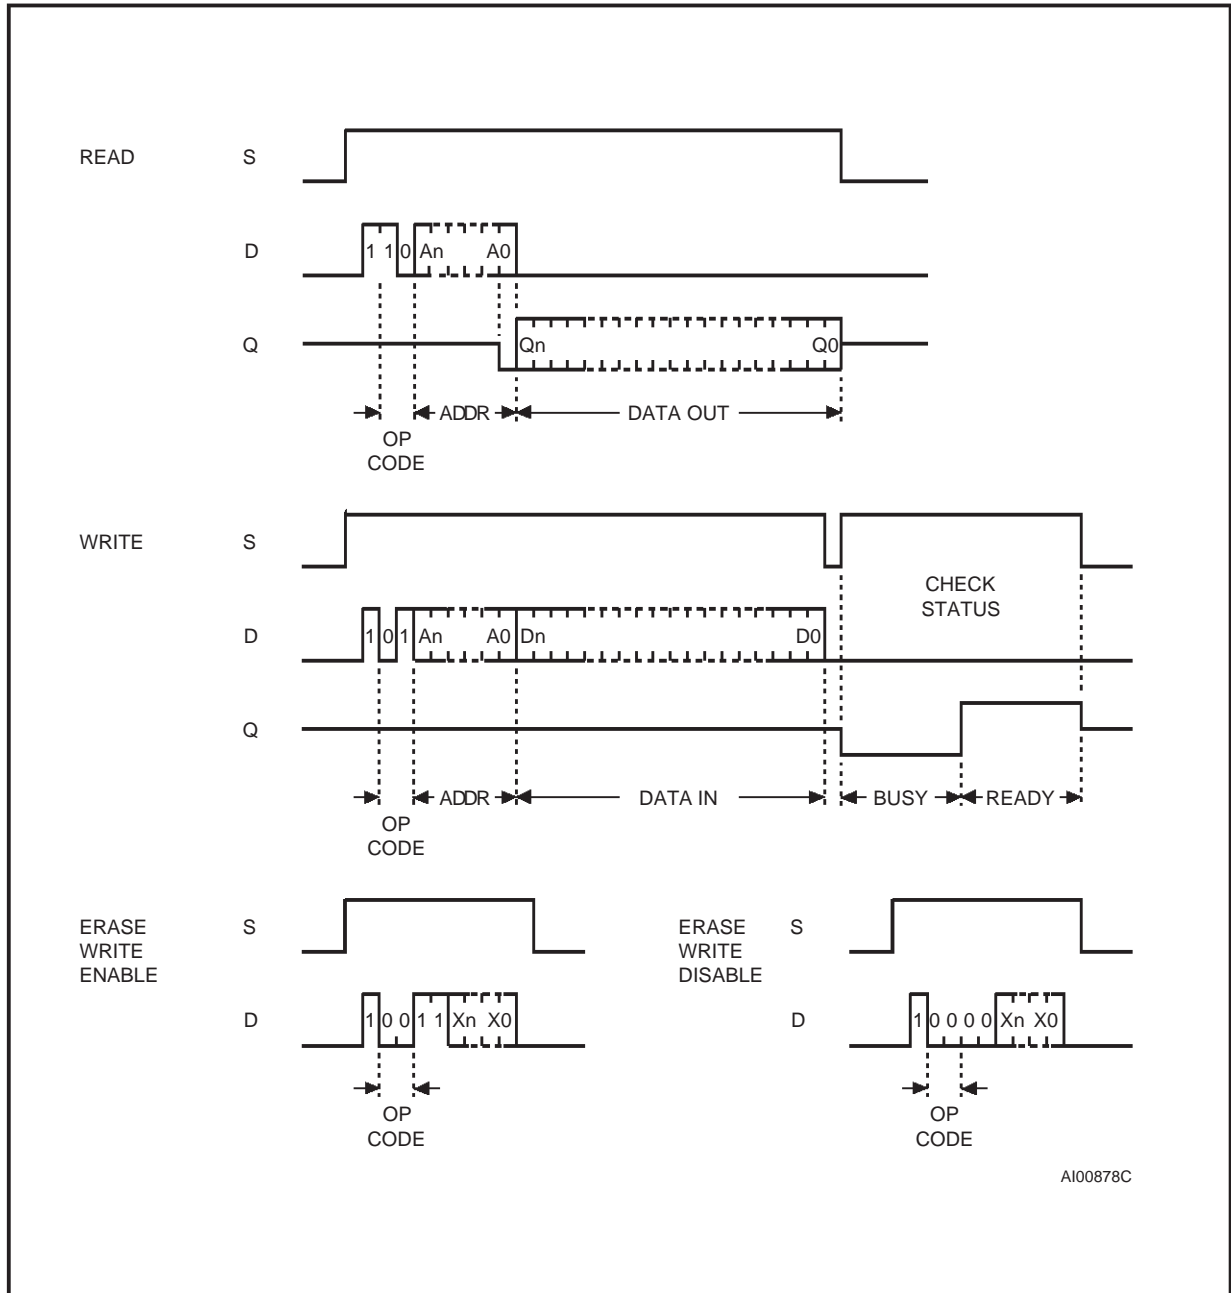 READ S
D 1 1 0 An A0
Q Qn Q0
ADDR DATA OUT
OP
CODE
WRITE S
CHECK
STATUS
D 1 0 1 An A0 Dn D0
Q
ADDR DATA IN BUSY READY
OP
CODE
ERASE
WRITE
ENABLE
S
D 1 0 0 1 1 Xn X0
OP
CODE
ERASE
WRITE
DISABLE
S
D 1 0 0 0 0 Xn X0
OP
CODE
AI00878C